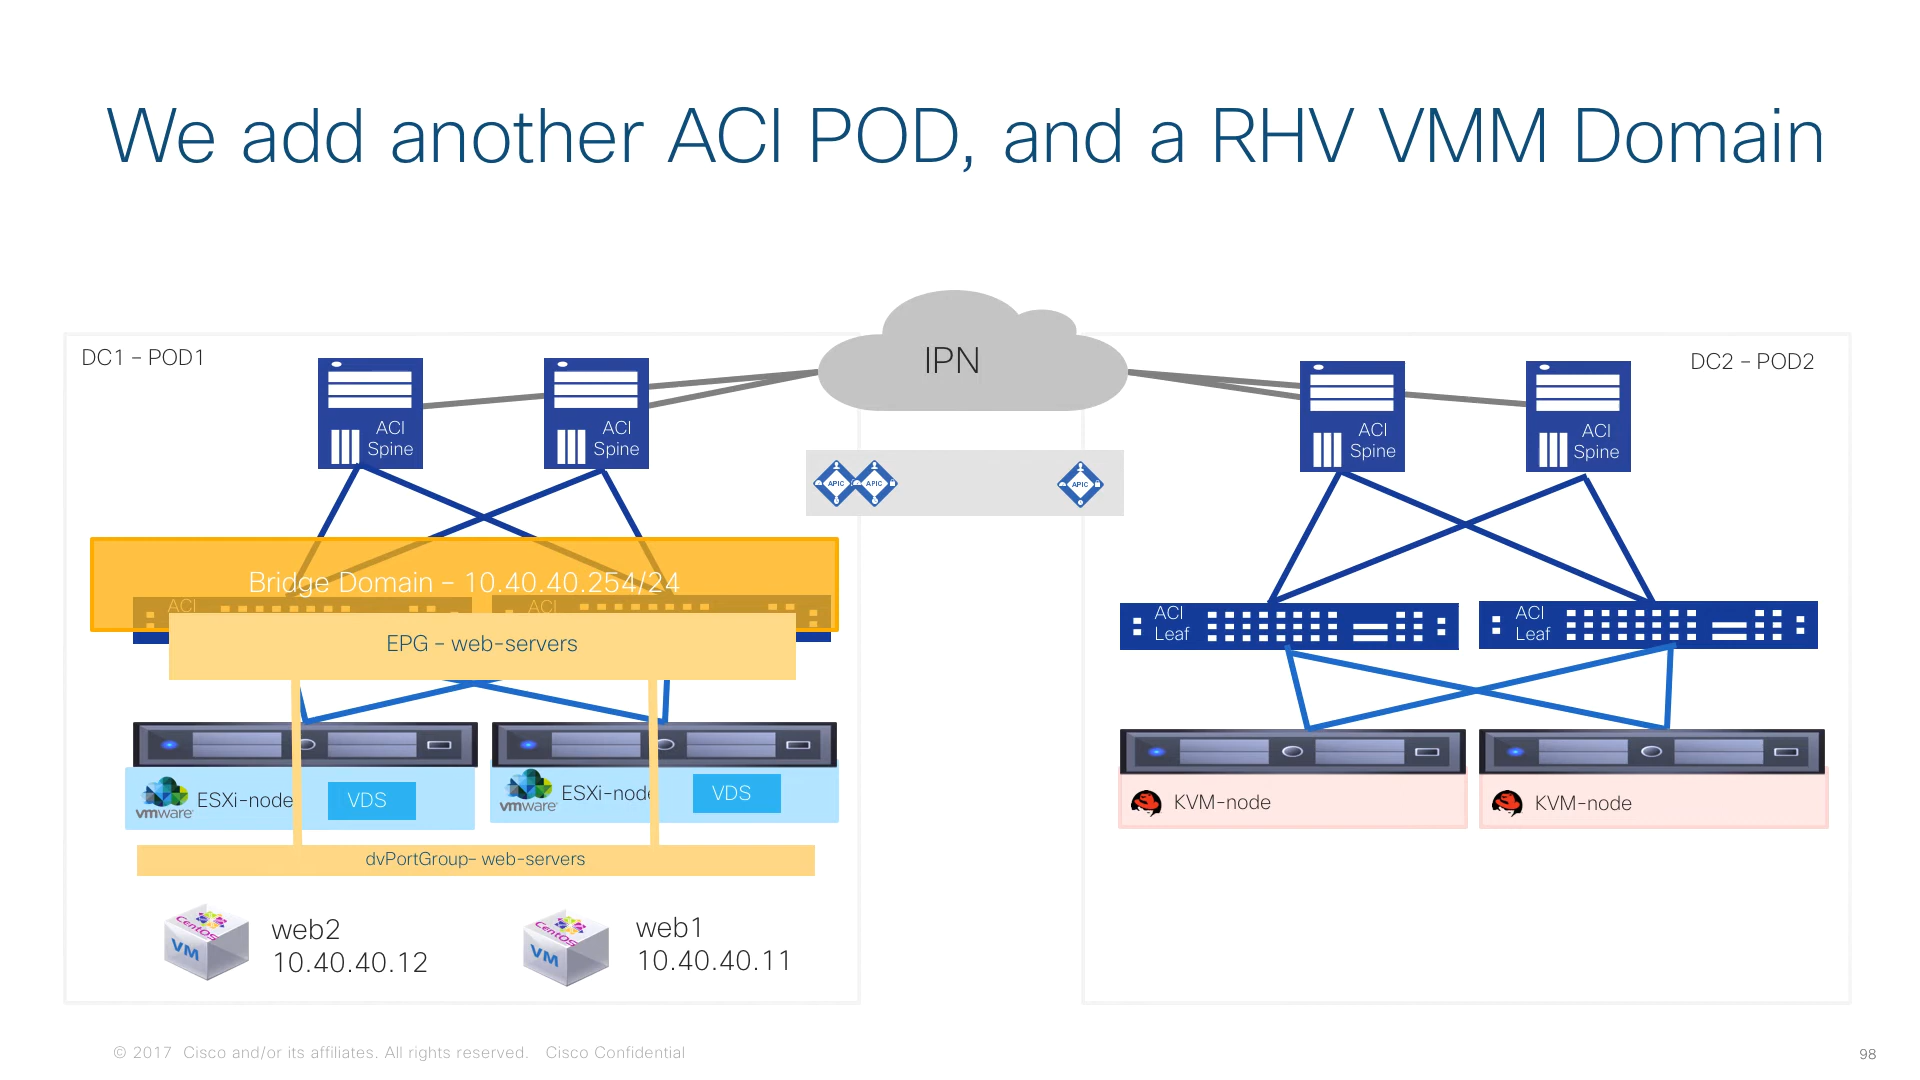 We add another ACI POD, and a RHV VMM Domain
IPN
DC1 – POD1
DC2 – POD2
ACI
Spine
ACI
Spine
ACI
Spine
ACI
Spine
APIC
APIC
APIC
Bridge Domain – 10.40.40.254/24
ACI
ACI
EPG – web-servers
ACI
Leaf
ACI
Leaf
vmware
ESXi-node
VDS
vmware
ESXi-node
VDS
KVM-node
KVM-node
dvPortGroup– web-servers
CentOS
VM
web2
10.40.40.12
CentOS
VM
web1
10.40.40.11
© 2017 Cisco and/or its affiliates. All rights reserved. Cisco Confidential
98